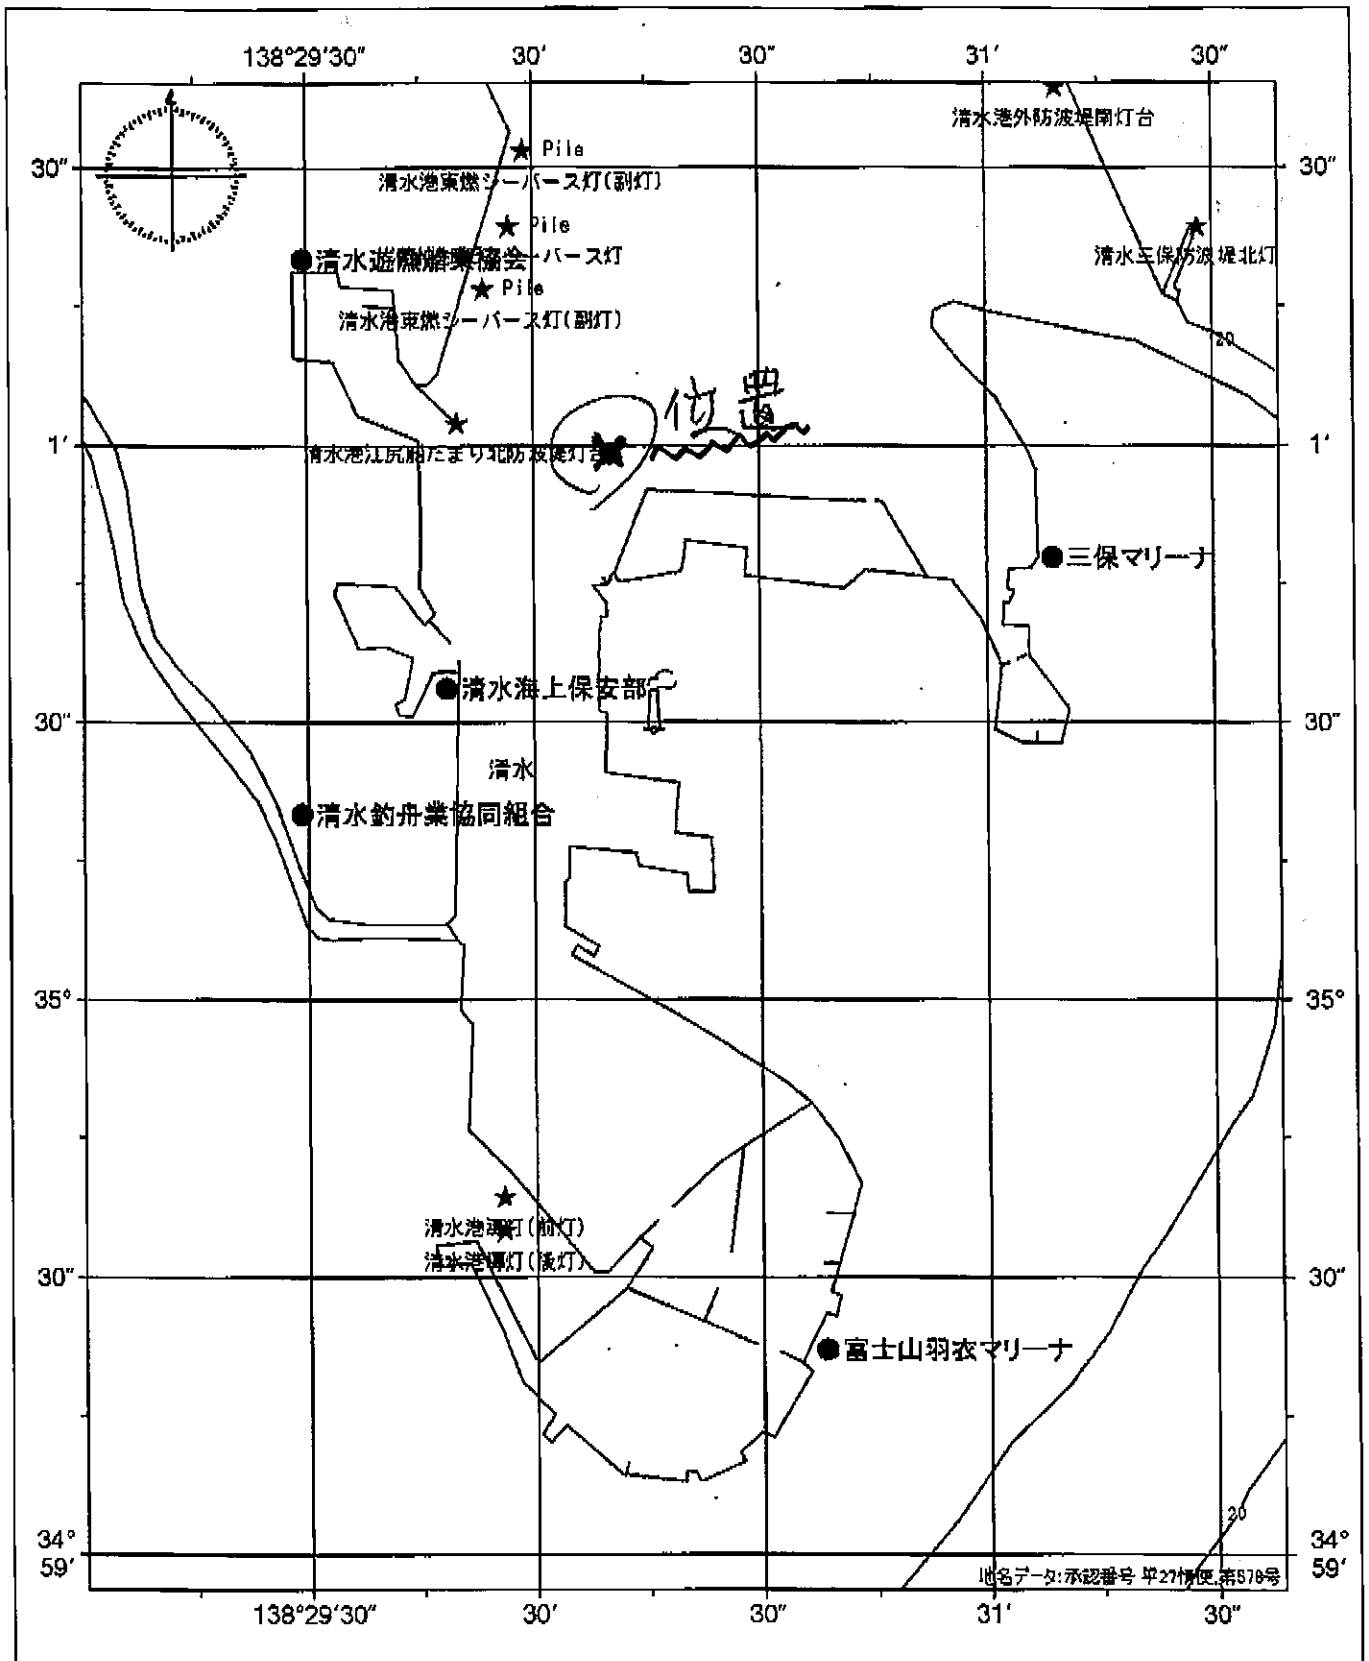 138°29′30″ 30′ 30″ 31′ 30″
清水港外防波堤南灯台
Pile
30″ 30″
清水港東燃シーバース灯(副灯)
Pile
清水三保防波堤北灯
清水遊漁船業協会
ーバース灯
Pile
清水港東燃シーバース灯(副灯)
20
位置
1′ 1′
清水港江尻船だまり北防波堤灯台
三保マリーナ
清水海上保安部
30″ 30″
清水
清水釣舟業協同組合
35° 35°
清水港導灯(前灯)
清水港導灯(後灯)
30″ 30″
富士山羽衣マリーナ
20
34° 34°
59′ 59′
地名データ:承認番号 平27情使,第578号
138°29′30″ 30′ 30″ 31′ 30″